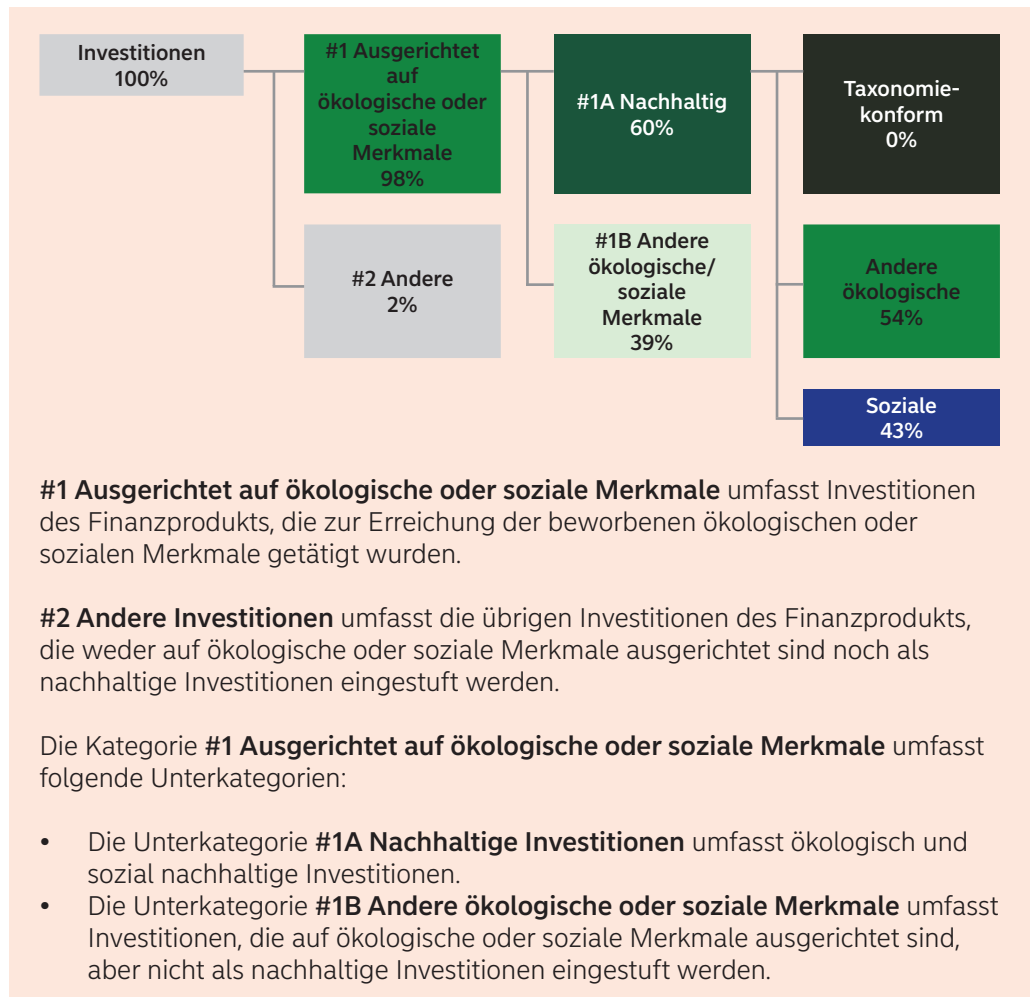 Investitionen
100%
#1 Ausgerichtet
auf
ökologische oder
soziale
Merkmale
98%
#1A Nachhaltig
60%
Taxonomie-
konform
0%
#2 Andere
2%
#1B Andere
ökologische/
soziale
Merkmale
39%
Andere
ökologische
54%
Soziale
43%
#1 Ausgerichtet auf ökologische oder soziale Merkmale umfasst Investitionen
des Finanzprodukts, die zur Erreichung der beworbenen ökologischen oder
sozialen Merkmale getätigt wurden.
#2 Andere Investitionen umfasst die übrigen Investitionen des Finanzprodukts,
die weder auf ökologische oder soziale Merkmale ausgerichtet sind noch als
nachhaltige Investitionen eingestuft werden.
Die Kategorie #1 Ausgerichtet auf ökologische oder soziale Merkmale umfasst
folgende Unterkategorien:
• Die Unterkategorie #1A Nachhaltige Investitionen umfasst ökologisch und
sozial nachhaltige Investitionen.
• Die Unterkategorie #1B Andere ökologische oder soziale Merkmale umfasst
Investitionen, die auf ökologische oder soziale Merkmale ausgerichtet sind,
aber nicht als nachhaltige Investitionen eingestuft werden.